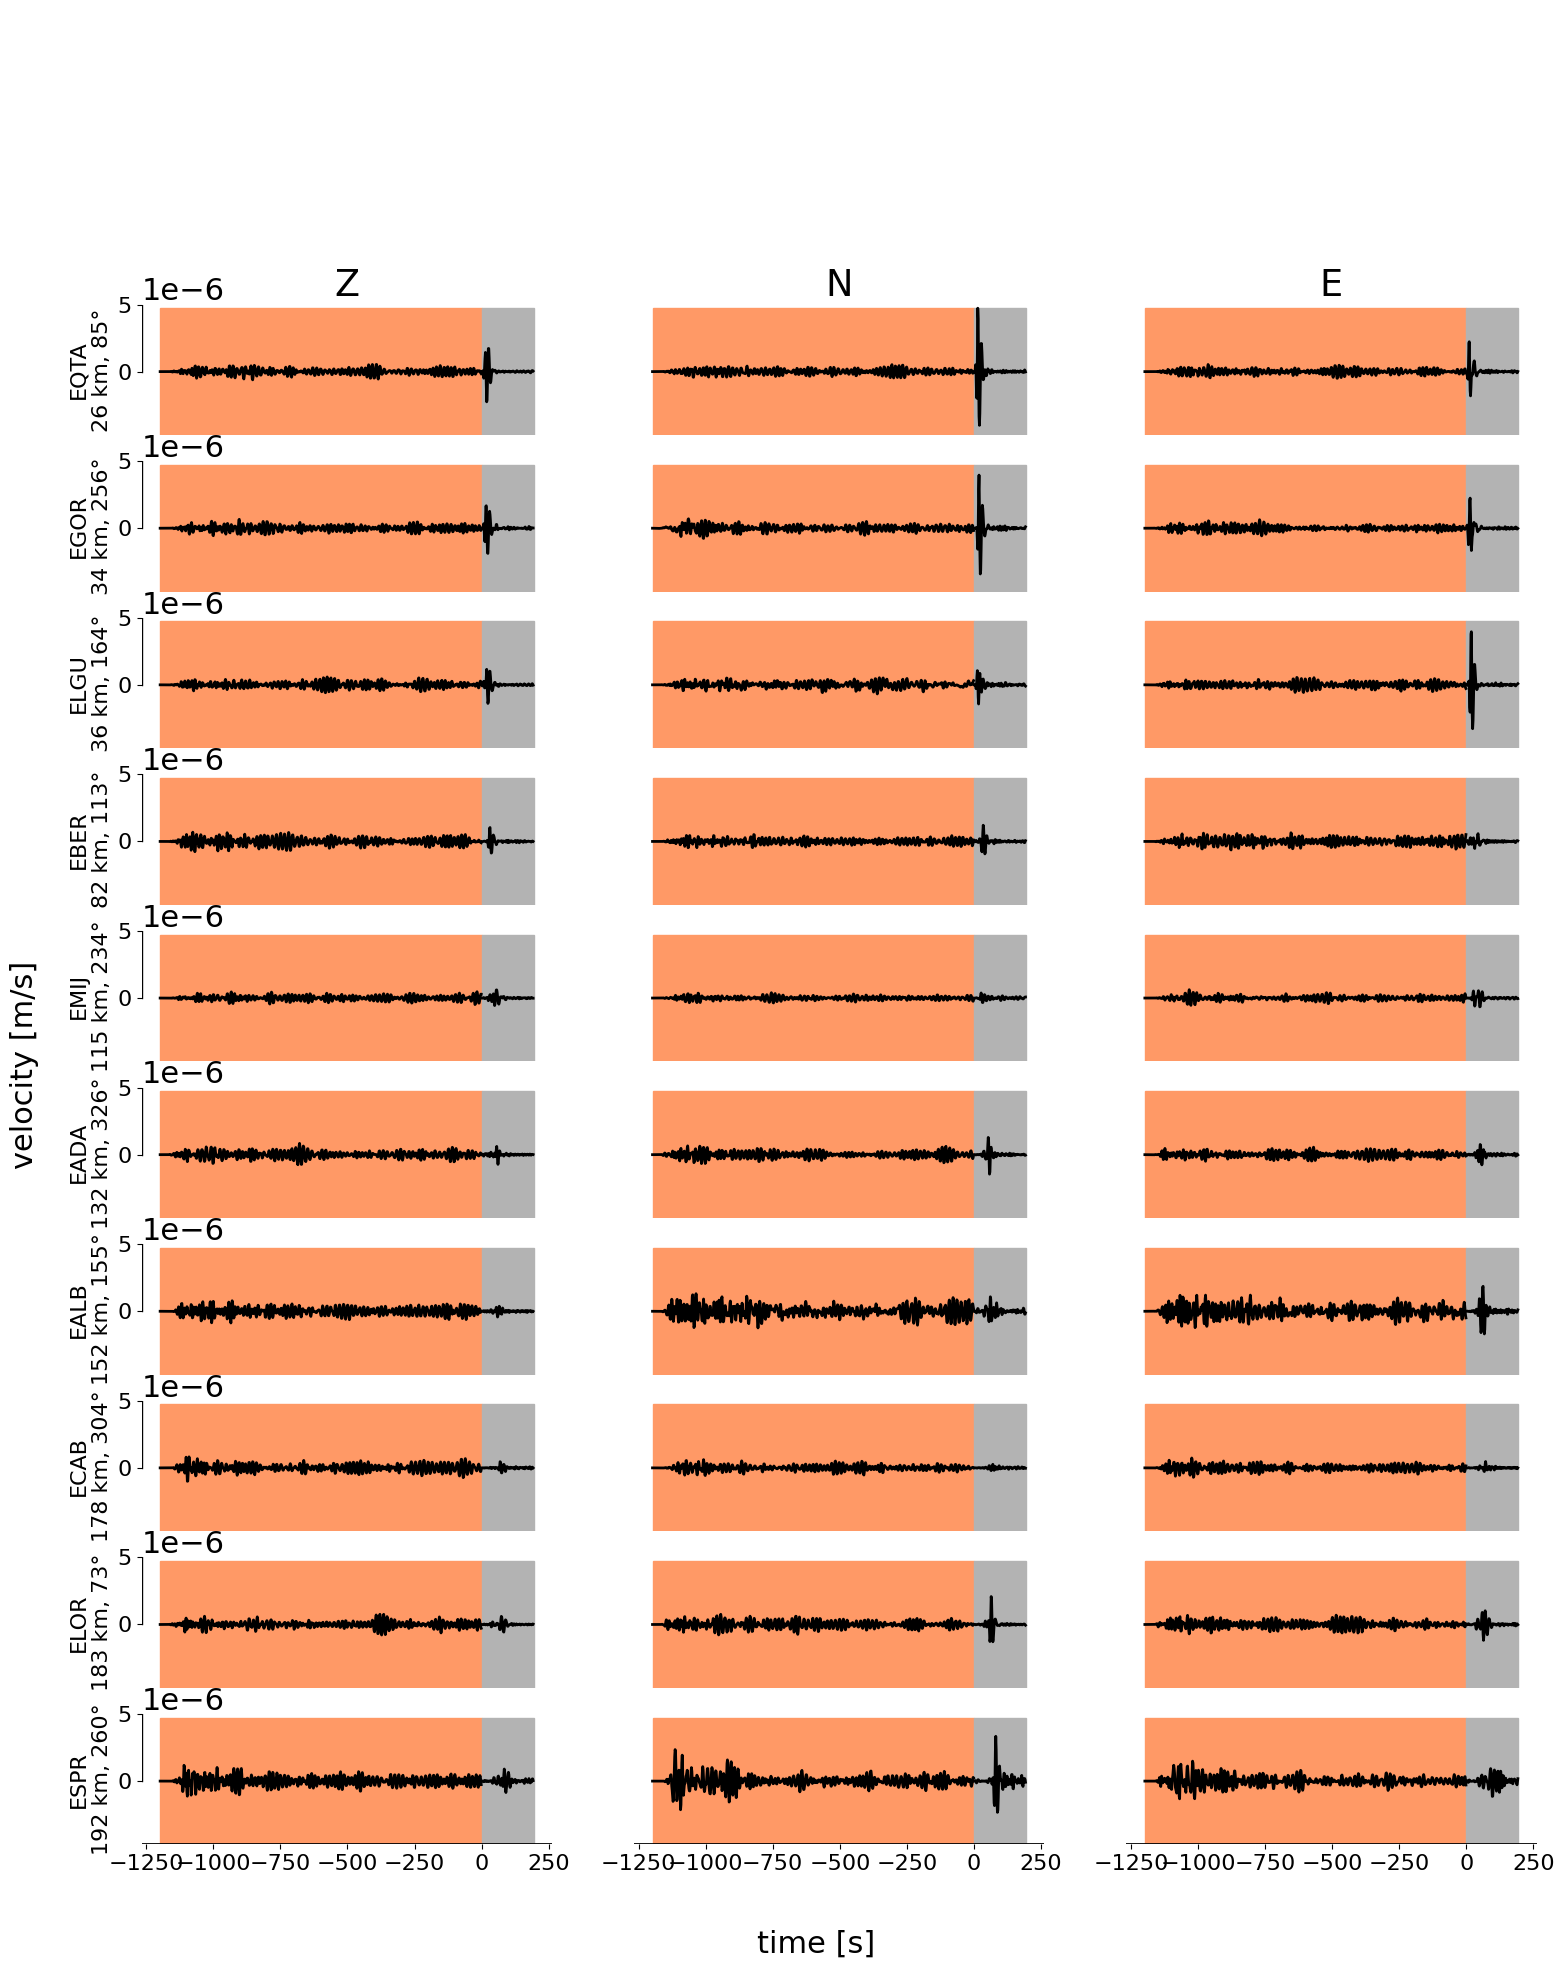 Z N E
1e−6
5
0
EQTA
26 km, 85°
1e−6
5
0
EGOR
34 km, 256°
1e−6
5
0
ELGU
36 km, 164°
1e−6
5
0
EBER
82 km, 113°
1e−6
5
0
EMIJ
115 km, 234°
1e−6
5
0
EADA
132 km, 326°
1e−6
5
0
EALB
152 km, 155°
1e−6
5
0
ECAB
178 km, 304°
1e−6
5
0
ELOR
183 km, 73°
1e−6
5
0
ESPR
192 km, 260°
velocity [m/s]
−1250 −1000 −750 −500 −250 0 250 −1250 −1000 −750 −500 −250 0 250 −1250 −1000 −750 −500 −250 0 250
time [s]